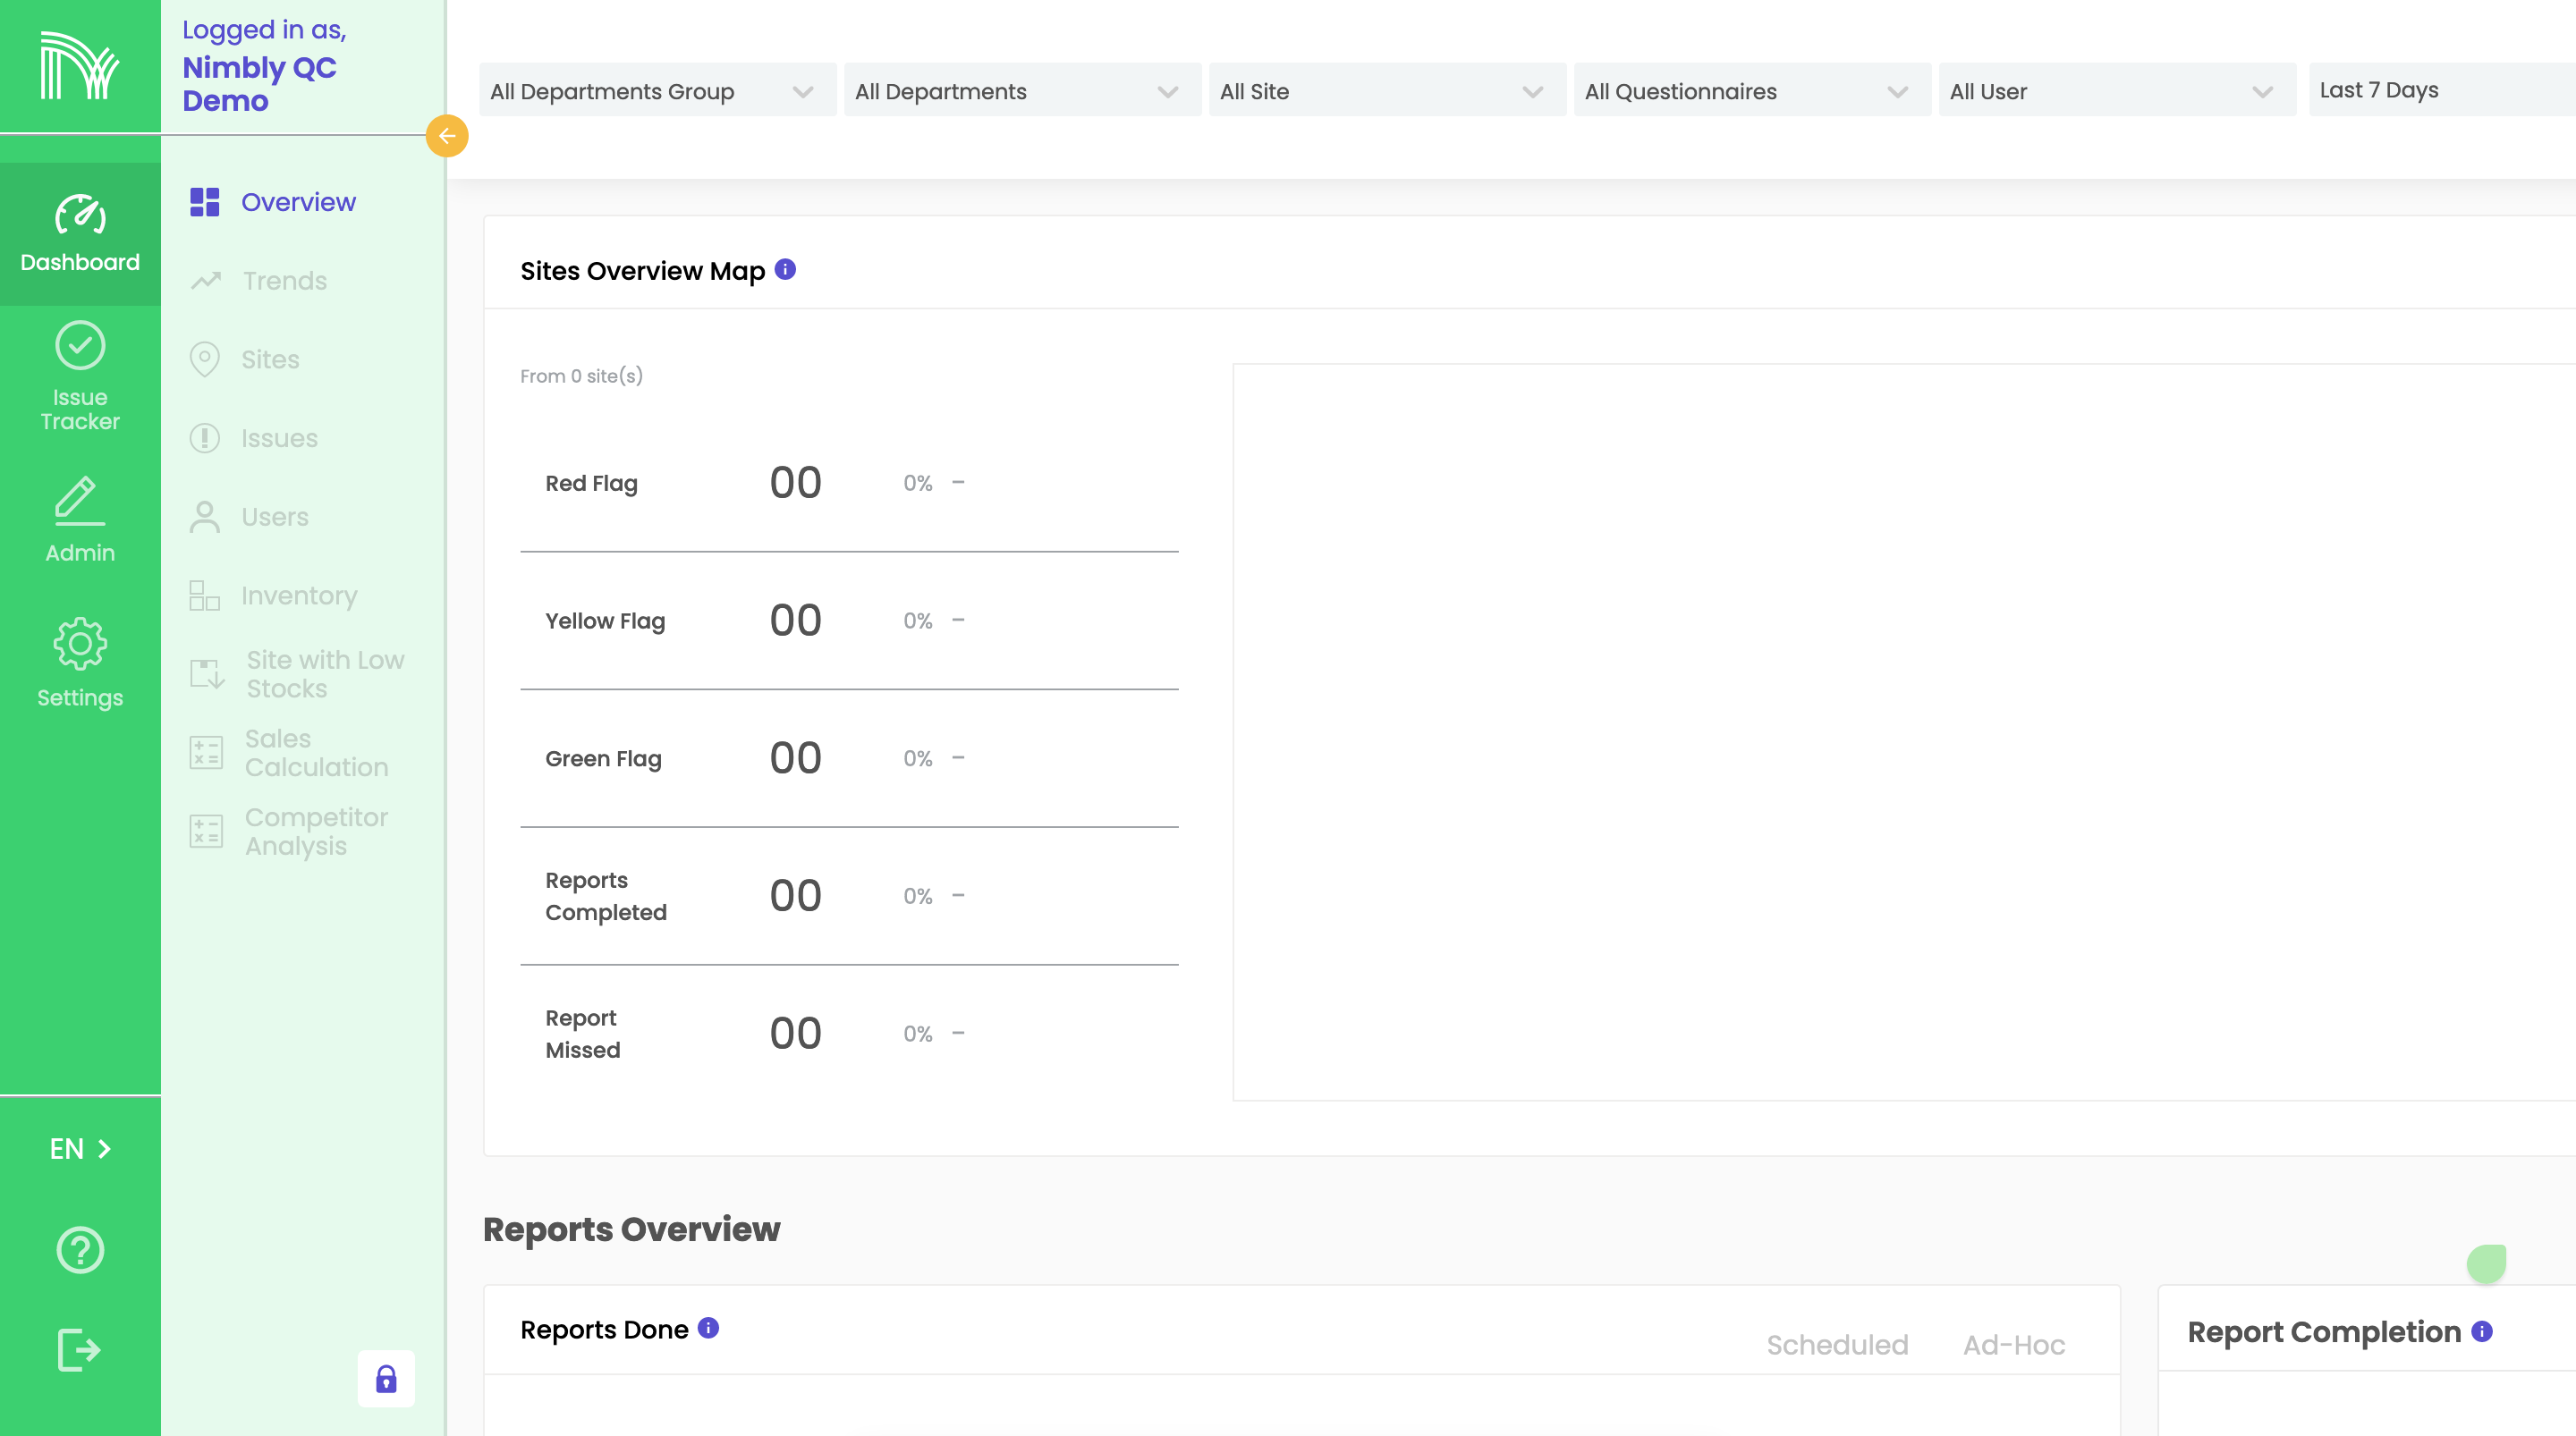 Logged in as,
Nimbly QC
Demo
Dashboard
Issue
Tracker
Admin
Settings
EN
Overview
Trends
Sites
Issues
Users
Inventory
Site with Low
Stocks
Sales
Calculation
Competitor
Analysis
All Departments Group
All Departments
All Site
All Questionnaires
All User
Last 7 Days
Sites Overview Map
From 0 site(s)
Red Flag 00 0% -
Yellow Flag 00 0% -
Green Flag 00 0% -
Reports
Completed 00 0% -
Report
Missed 00 0% -
Reports Overview
Reports Done
Scheduled Ad-Hoc
Report Completion